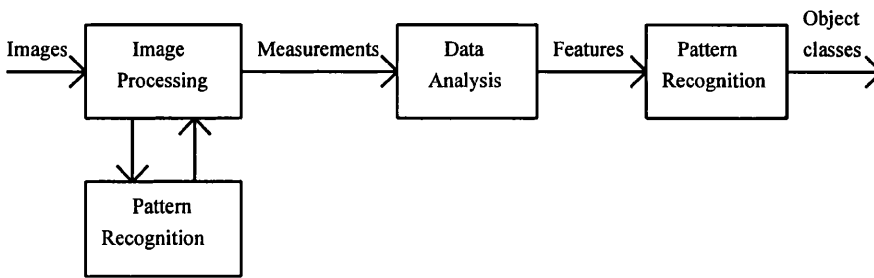 Images
Image
Processing
Measurements
Data
Analysis
Features
Pattern
Recognition
Object
classes
Pattern
Recognition